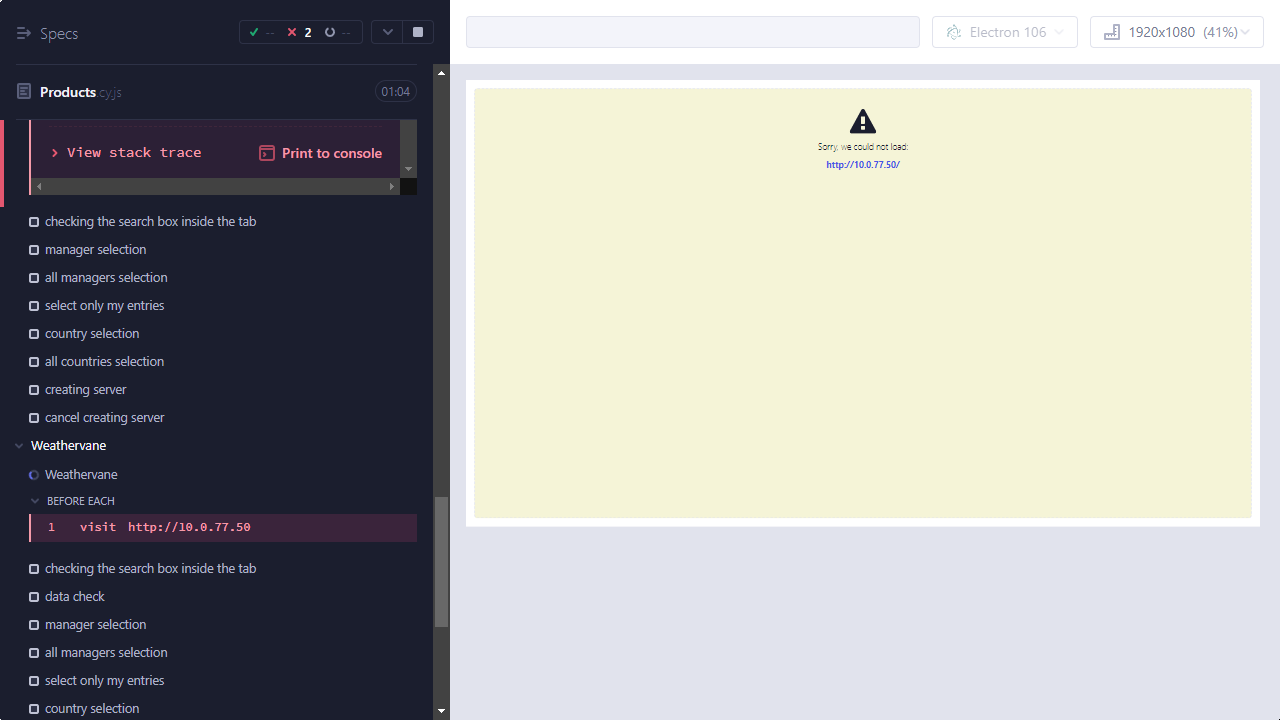 Specs
-- 2 --
Electron 106
1920x1080 (41%)
Products.cy.js
01:04
View stack trace
Print to console
checking the search box inside the tab
manager selection
all managers selection
select only my entries
country selection
all countries selection
creating server
cancel creating server
Weathervane
Weathervane
BEFORE EACH
1 visit http://10.0.77.50
checking the search box inside the tab
data check
manager selection
all managers selection
select only my entries
country selection
Sorry, we could not load:
http://10.0.77.50/